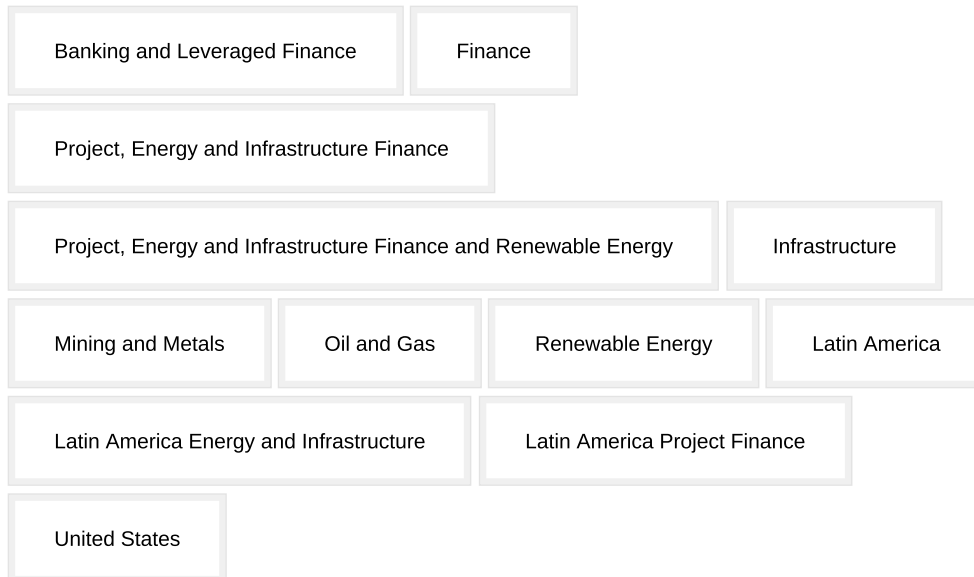 Banking and Leveraged Finance Finance
Project, Energy and Infrastructure Finance
Project, Energy and Infrastructure Finance and Renewable Energy Infrastructure
Mining and Metals Oil and Gas Renewable Energy Latin America
Latin America Energy and Infrastructure Latin America Project Finance
United States